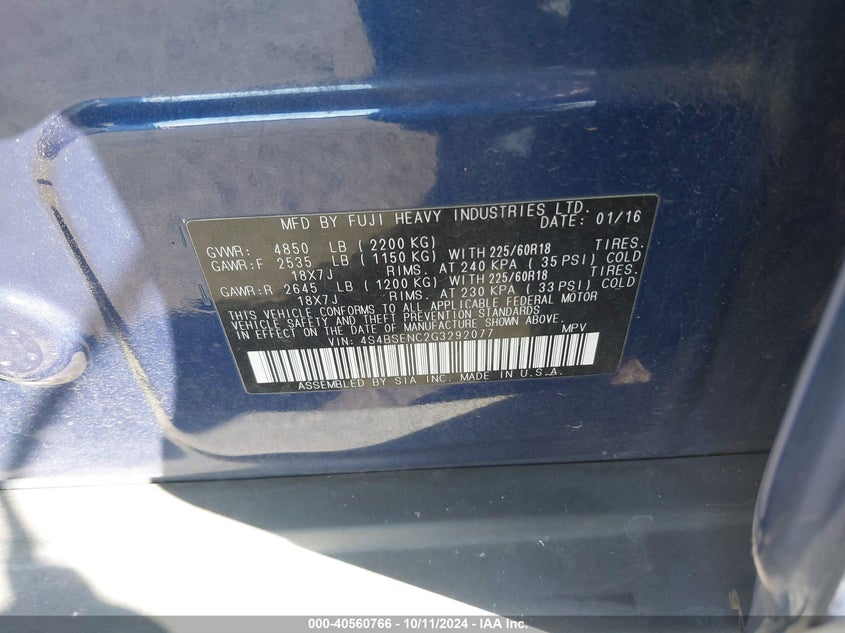 MFD BY FUJI HEAVY INDUSTRIES LTD.
DATE: 01/16
GVWR: 4850 LB (2200 KG)
GAWR:F 2535 LB (1150 KG) WITH 225/60R18 TIRES.
18X7J RIMS. AT 240 KPA (35 PSI) COLD
GAWR:R 2645 LB (1200 KG) WITH 225/60R18 TIRES.
18X7J RIMS. AT 230 KPA (33 PSI) COLD
THIS VEHICLE CONFORMS TO ALL APPLICABLE FEDERAL MOTOR
VEHICLE SAFETY AND THEFT PREVENTION STANDARDS
IN EFFECT ON THE DATE OF MANUFACTURE SHOWN ABOVE.
VIN: 4S4BSENC2G3292077 MPV
ASSEMBLED BY SIA INC. MADE IN U.S.A.
000-40560766 - 10/11/2024 - IAA Inc.